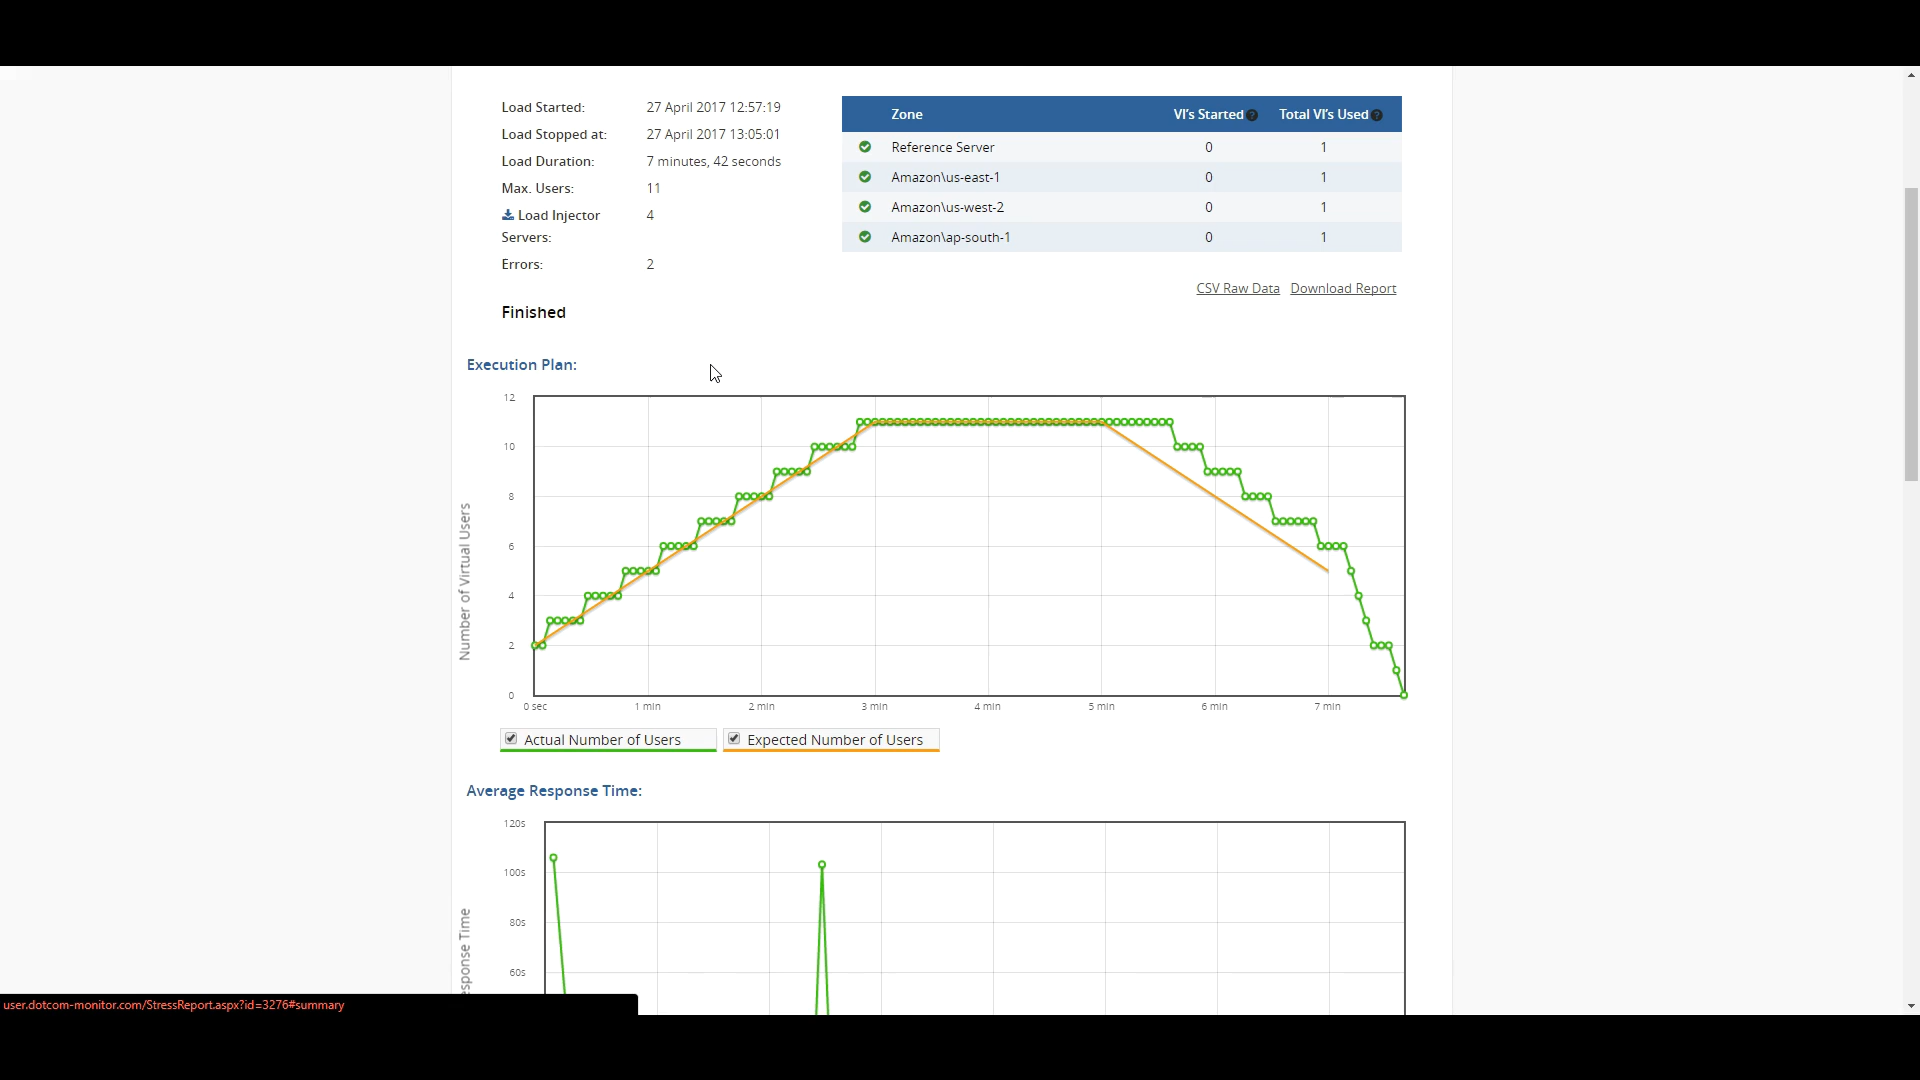 Load Started: 27 April 2017 12:57:19
Load Stopped at: 27 April 2017 13:05:01
Load Duration: 7 minutes, 42 seconds
Max. Users: 11
Load Injector 4
Servers:
Errors: 2
Finished
Zone VI's Started ? Total VI's Used ?
Reference Server 0 1
Amazon\us-east-1 0 1
Amazon\us-west-2 0 1
Amazon\ap-south-1 0 1
CSV Raw Data Download Report
Execution Plan:
Number of Virtual Users
12
10
8
6
4
2
0
0 sec 1 min 2 min 3 min 4 min 5 min 6 min 7 min
Actual Number of Users Expected Number of Users
Average Response Time:
120s
100s
80s
60s
sponse Time
user.dotcom-monitor.com/StressReport.aspx?id=3276#summary